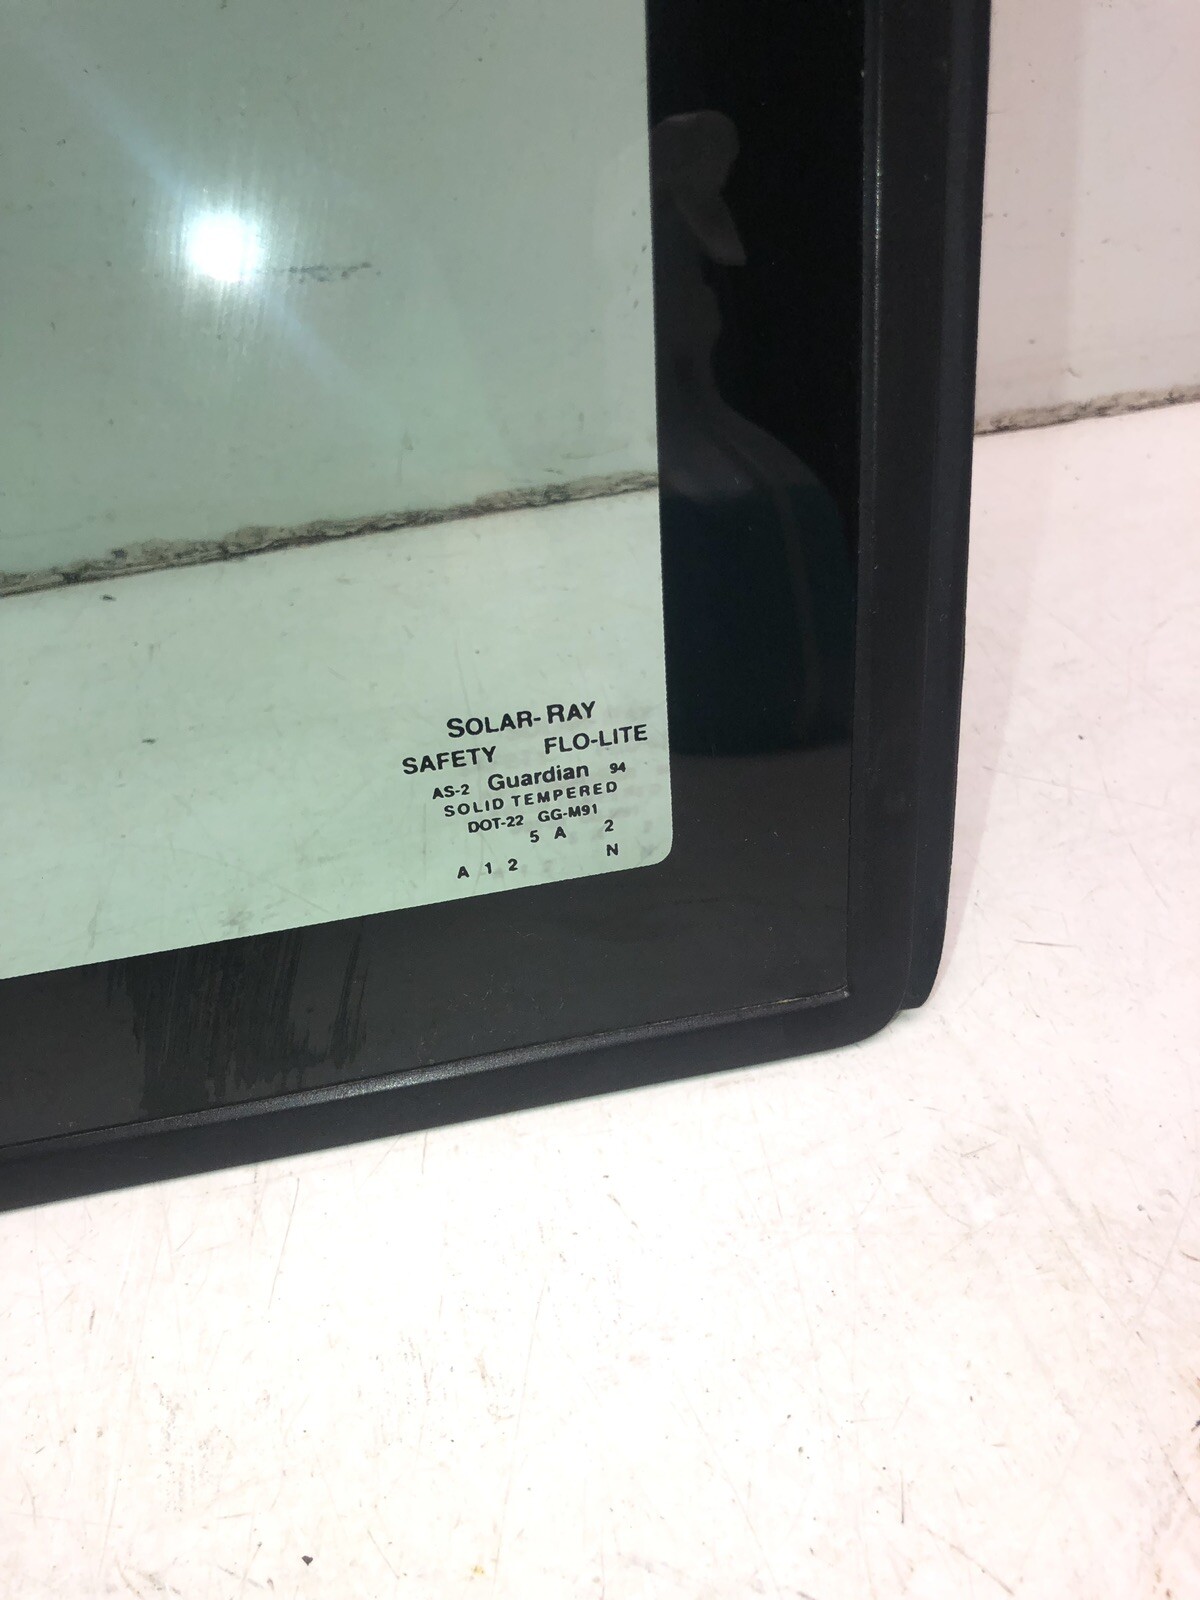 SOLAR-RAY
SAFETY FLO-LITE
AS-2 Guardian 94
SOLID TEMPERED
DOT-22 GG-M91
5 A 2
A 1 2 N